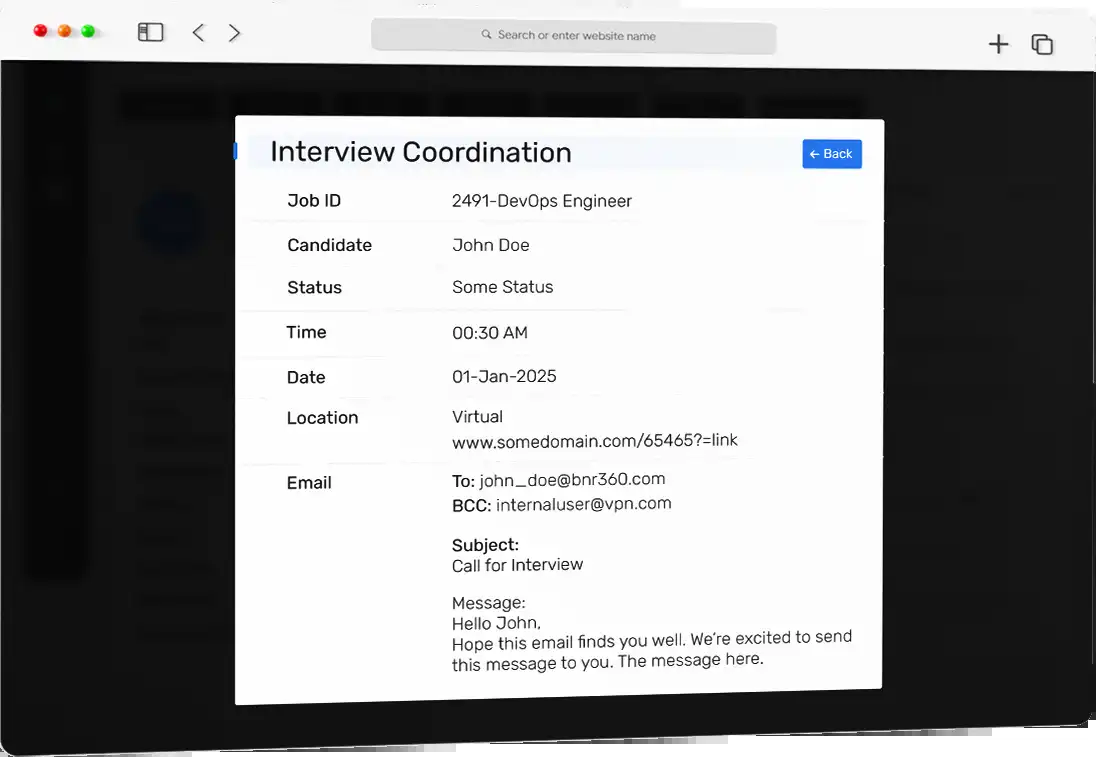 Search or enter website name
Interview Coordination
← Back
Job ID 2491-DevOps Engineer
Candidate John Doe
Status Some Status
Time 00:30 AM
Date 01-Jan-2025
Location Virtual
www.somedomain.com/65465?=link
Email To: john_doe@bnr360.com
BCC: internaluser@vpn.com
Subject:
Call for Interview
Message:
Hello John,
Hope this email finds you well. We're excited to send
this message to you. The message here.